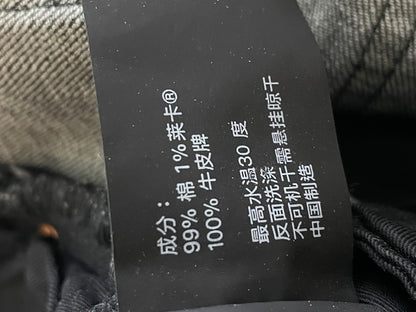 成分：
99% 棉 1%莱卡®
100% 牛皮牌
最高水温30 度
反面洗涤
不可机干需悬挂晾干
中国制造